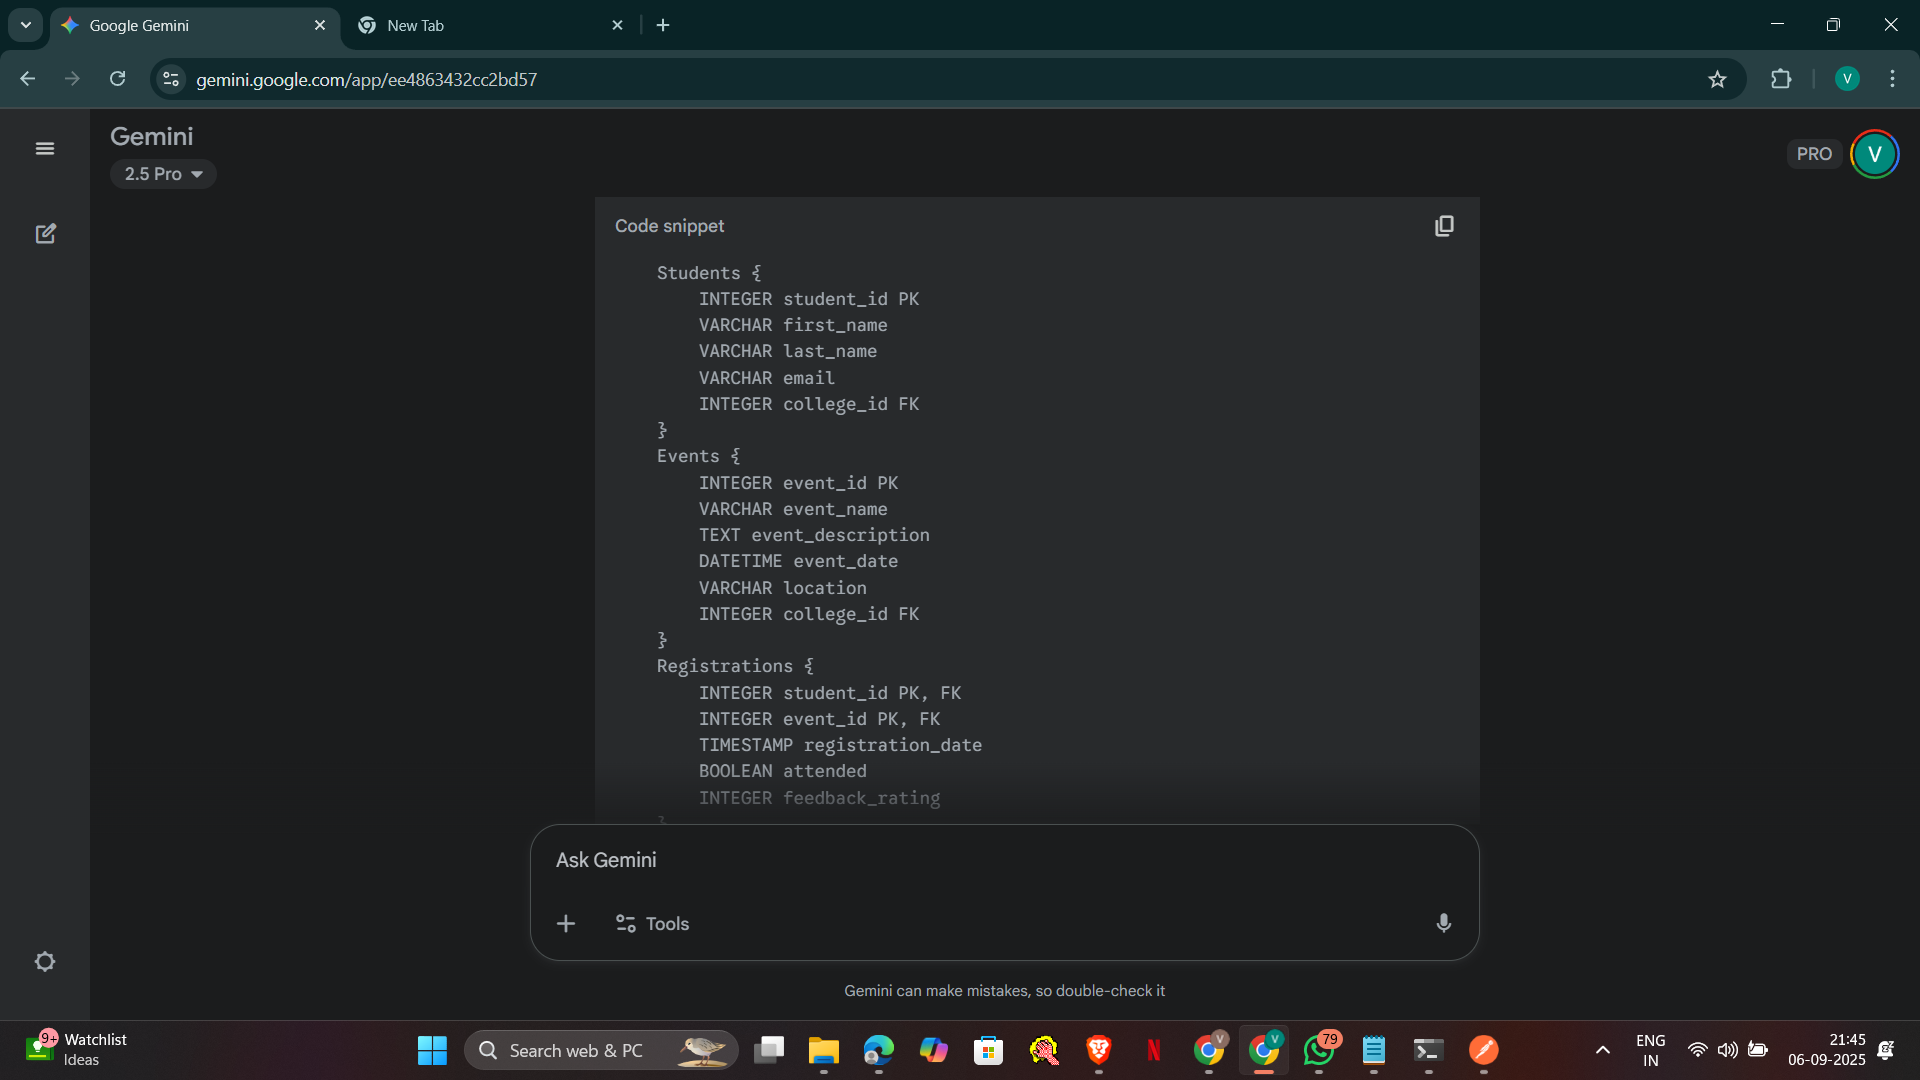 Google Gemini
New Tab
gemini.google.com/app/ee4863432cc2bd57
V
Gemini
2.5 Pro
PRO
V
Code snippet
Students {
INTEGER student_id PK
VARCHAR first_name
VARCHAR last_name
VARCHAR email
INTEGER college_id FK
}
Events {
INTEGER event_id PK
VARCHAR event_name
TEXT event_description
DATETIME event_date
VARCHAR location
INTEGER college_id FK
}
Registrations {
INTEGER student_id PK, FK
INTEGER event_id PK, FK
TIMESTAMP registration_date
BOOLEAN attended
INTEGER feedback_rating
}
Ask Gemini
Tools
Gemini can make mistakes, so double-check it
9+
Watchlist
Ideas
Search web & PC
N
V
V
79
ENG
IN
21:45
06-09-2025